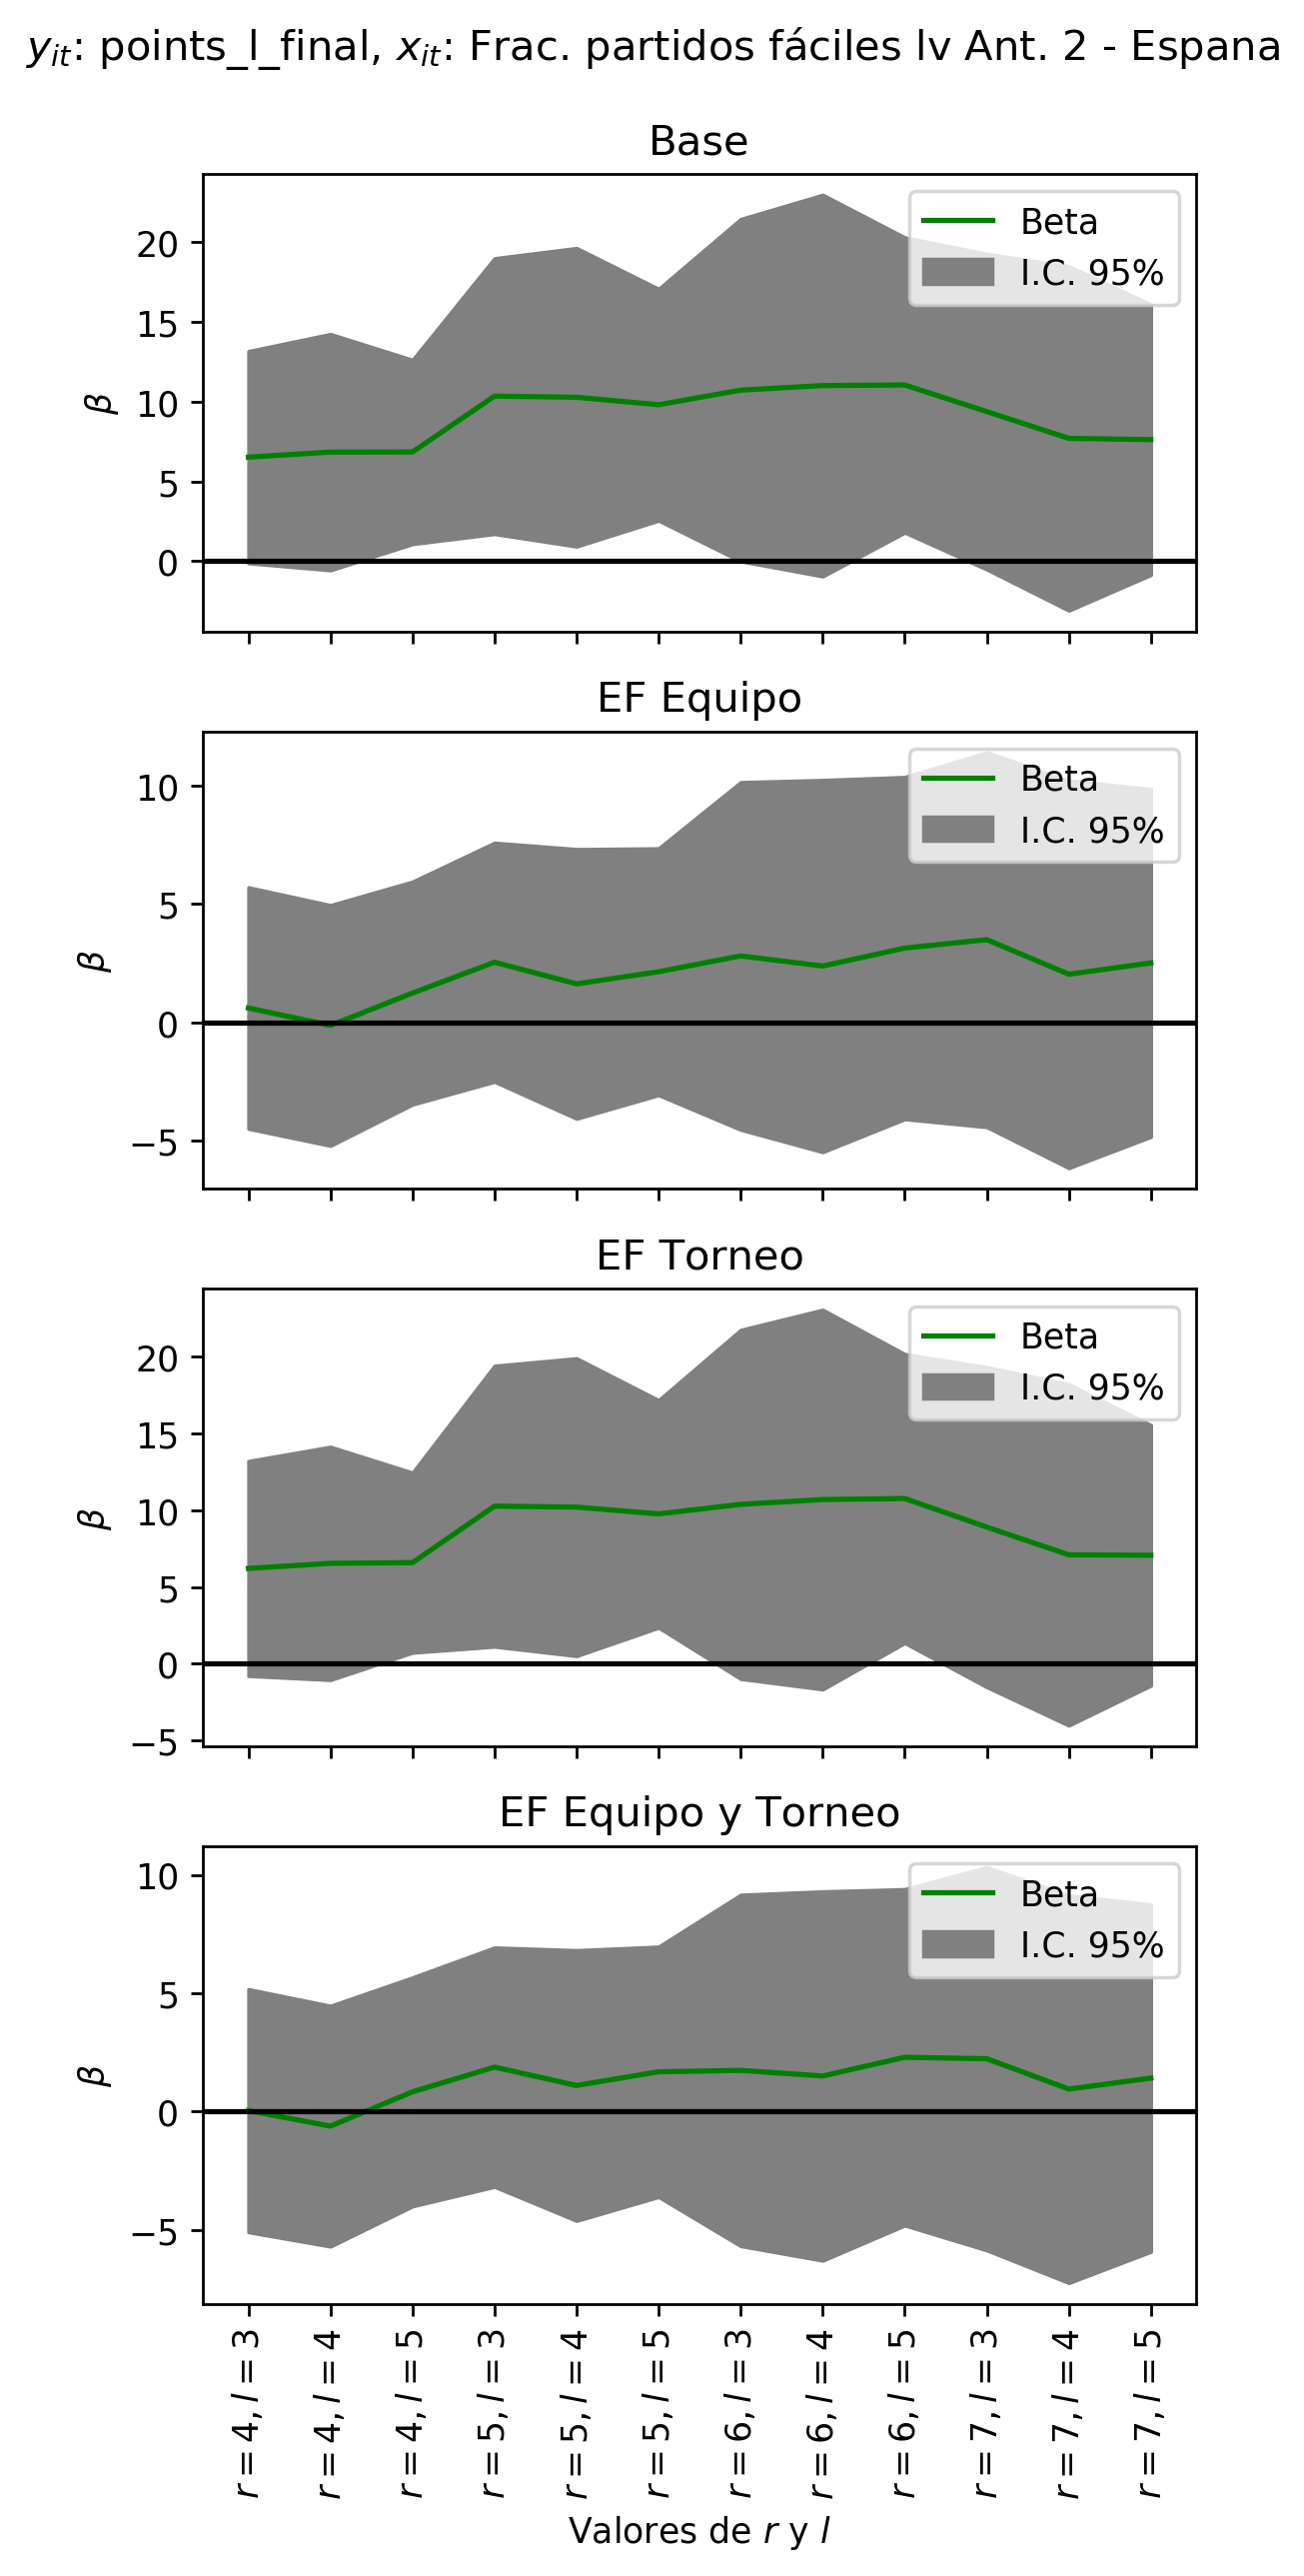 y_it: points_l_final, x_it: Frac. partidos fáciles lv Ant. 2 - Espana
Base
Beta
I.C. 95%
20
15
10
5
0
β
EF Equipo
Beta
I.C. 95%
10
5
0
−5
β
EF Torneo
Beta
I.C. 95%
20
15
10
5
0
−5
β
EF Equipo y Torneo
Beta
I.C. 95%
10
5
0
−5
β
r = 4, l = 3
r = 4, l = 4
r = 4, l = 5
r = 5, l = 3
r = 5, l = 4
r = 5, l = 5
r = 6, l = 3
r = 6, l = 4
r = 6, l = 5
r = 7, l = 3
r = 7, l = 4
r = 7, l = 5
Valores de r y l